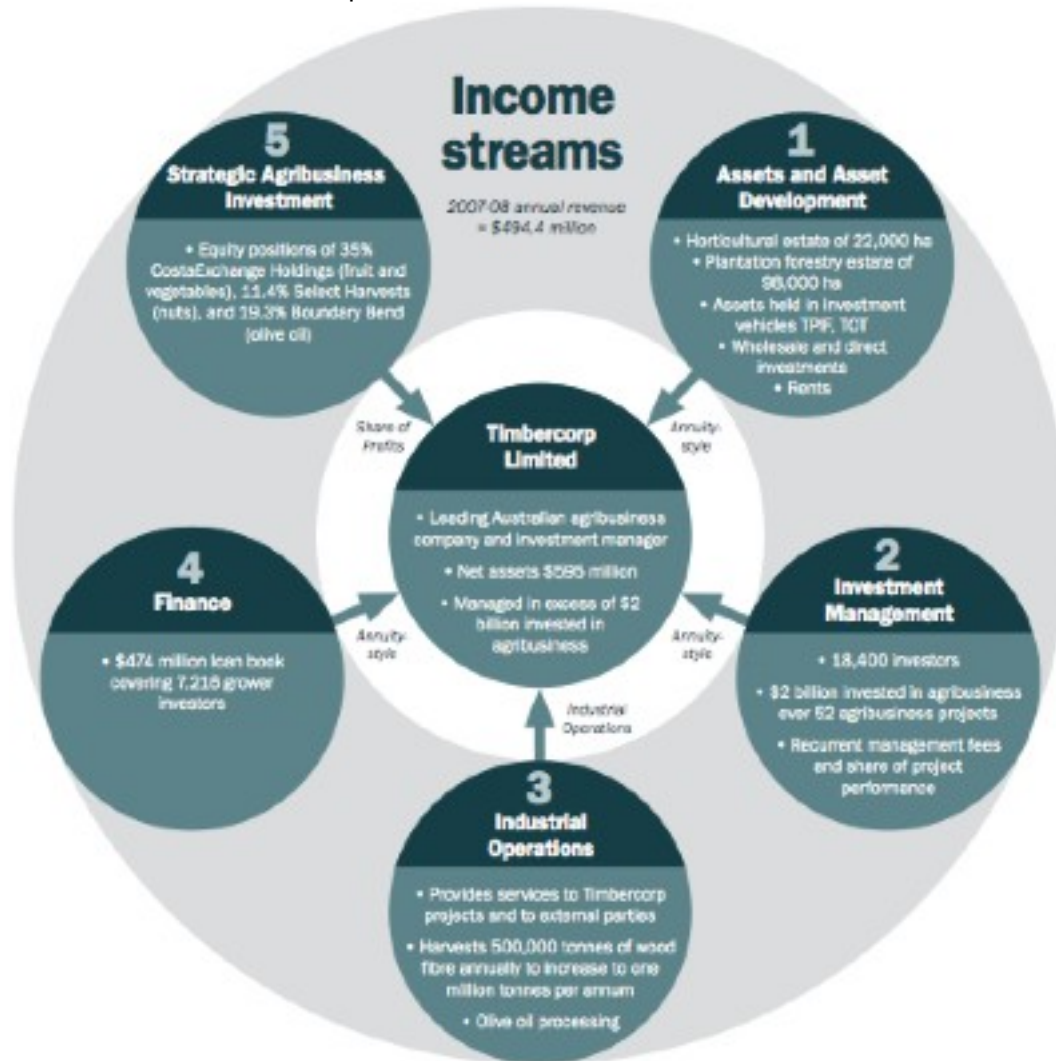 Income
streams
2007-08 annual revenue
= $494.4 million
1
Assets and Asset
Development
• Horticultural estate of 22,000 ha
• Plantation forestry estate of
98,000 ha
• Assets held in investment
vehicles TPIF, TCT
• Wholesale and direct
investments
• Rents
Annuity-
style
2
Investment
Management
• 18,400 investors
• $2 billion invested in agribusiness
over 52 agribusiness projects
• Recurrent management fees
and share of project
performance
Annuity-
style
3
Industrial
Operations
• Provides services to Timbercorp
projects and to external parties
• Harvests 500,000 tonnes of wood
fibre annually to increase to one
million tonnes per annum
• Olive oil processing
Industrial
Operations
4
Finance
• $474 million loan book
covering 7,216 grower
investors
Annuity-
style
5
Strategic Agribusiness
Investment
• Equity positions of 35%
CostaExchange Holdings (fruit and
vegetables), 11.4% Select Harvests
(nuts), and 19.3% Boundary Bend
(olive oil)
Share of
Profits
Timbercorp
Limited
• Leading Australian agribusiness
company and investment manager
• Net assets $595 million
• Managed in excess of $2
billion invested in
agribusiness